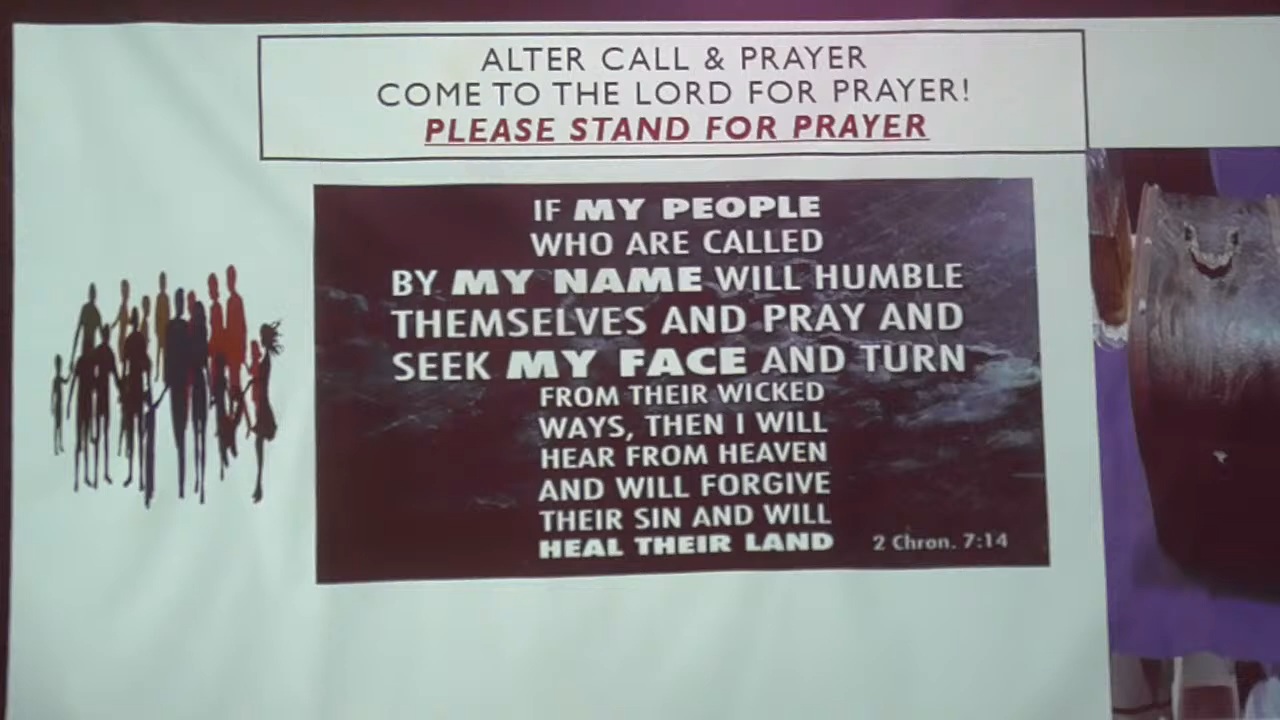 ALTER CALL & PRAYER
COME TO THE LORD FOR PRAYER!
PLEASE STAND FOR PRAYER
IF MY PEOPLE
WHO ARE CALLED
BY MY NAME WILL HUMBLE
THEMSELVES AND PRAY AND
SEEK MY FACE AND TURN
FROM THEIR WICKED
WAYS, THEN I WILL
HEAR FROM HEAVEN
AND WILL FORGIVE
THEIR SIN AND WILL
HEAL THEIR LAND
2 Chron. 7:14